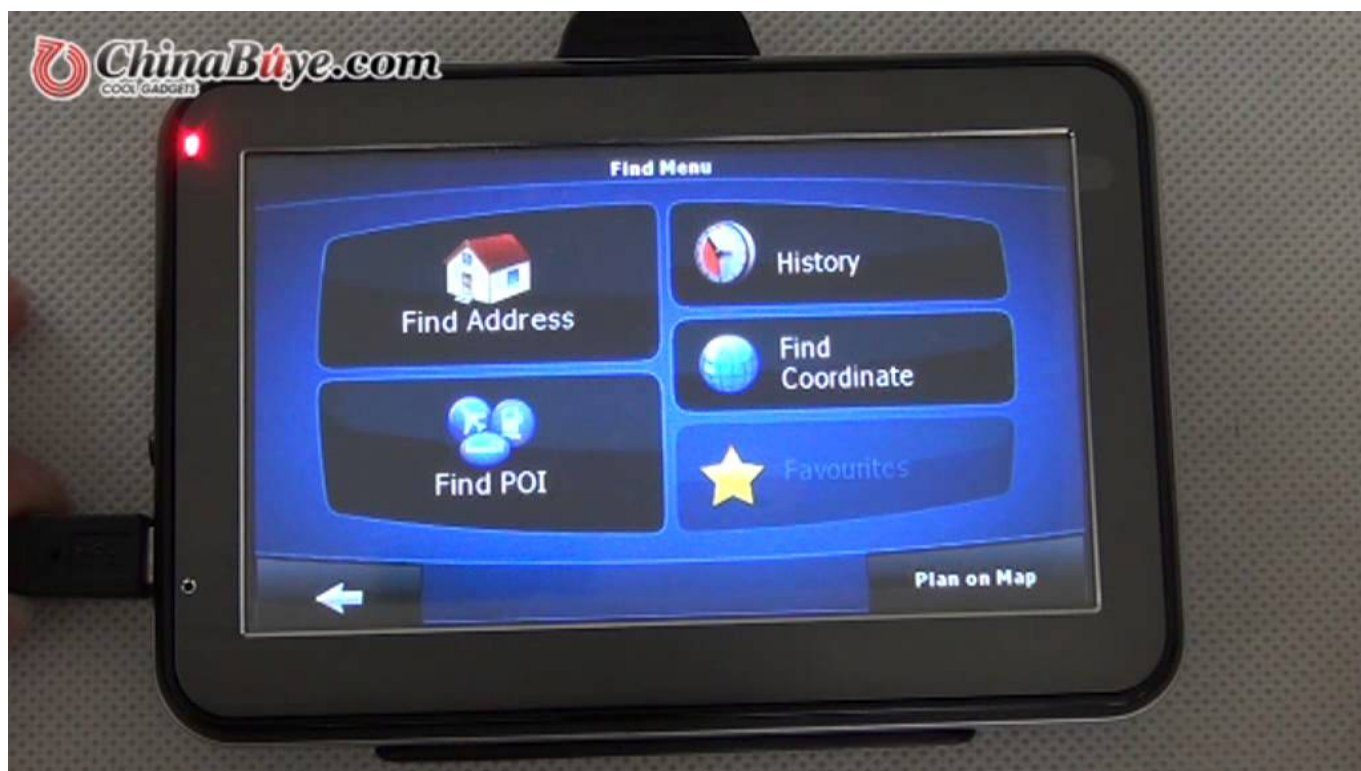 ChinaBuye.com
COOL GADGETS
Find Menu
Find Address
History
Find
Coordinate
Find POI
Favourites
Plan on Map